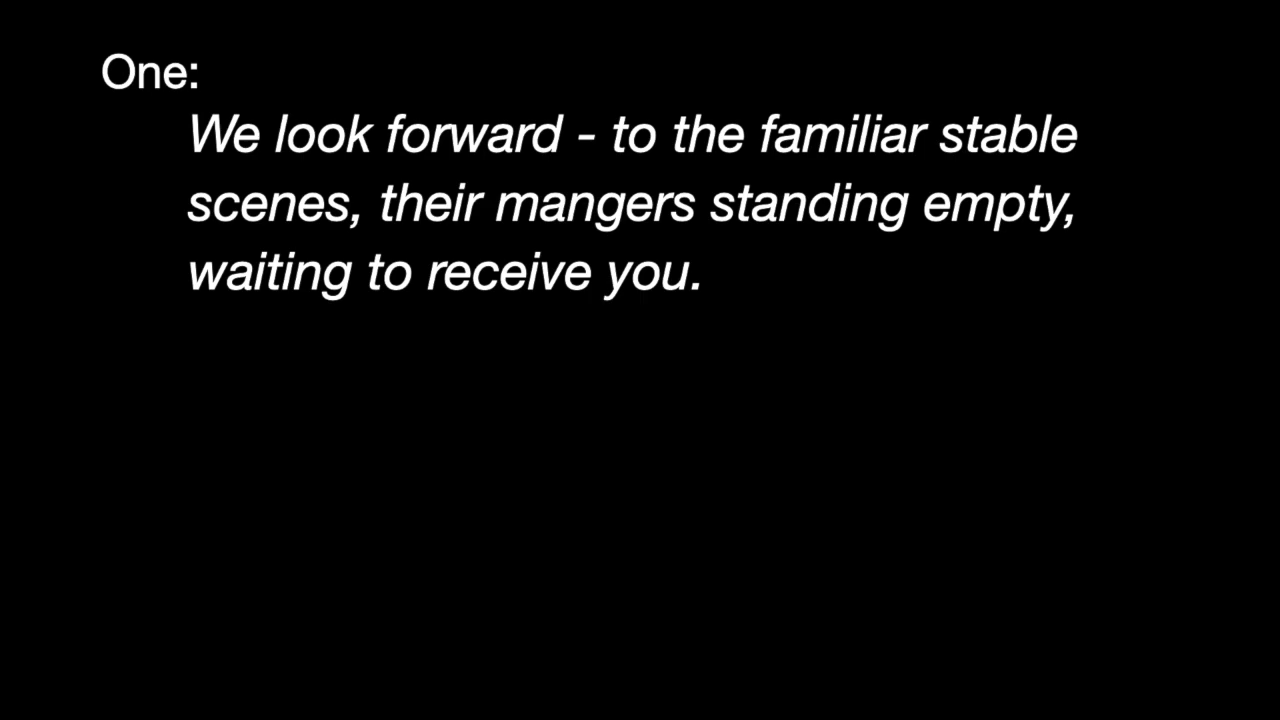 One:
We look forward - to the familiar stable
scenes, their mangers standing empty,
waiting to receive you.